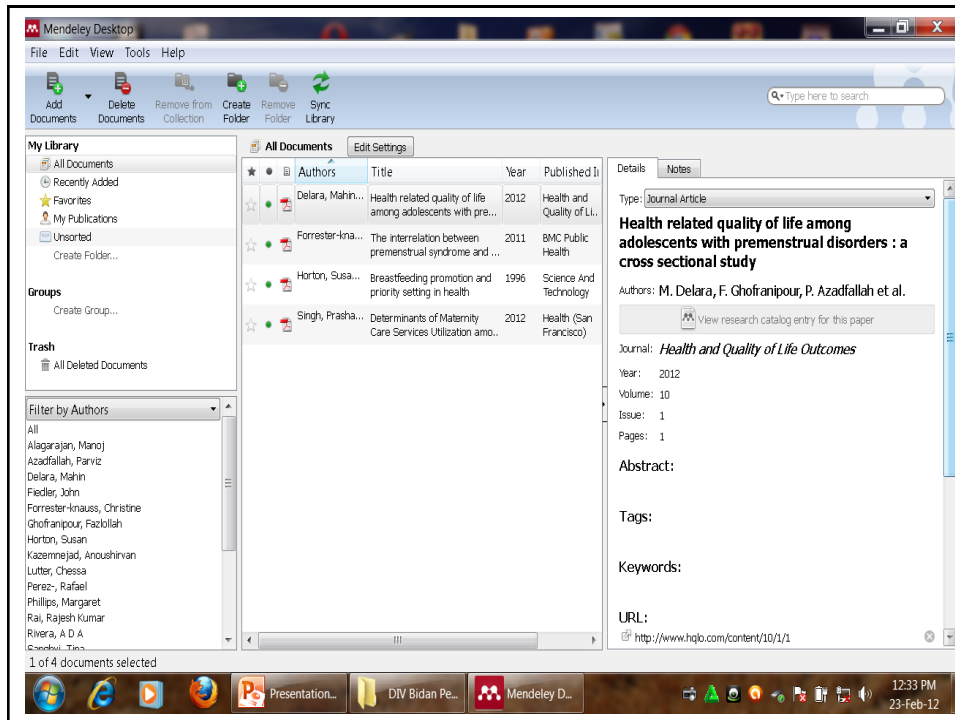 Mendeley Desktop
File Edit View Tools Help
Add Documents
Delete Documents
Remove from Collection
Create Folder
Remove Folder
Sync Library
Type here to search
My Library
All Documents
Recently Added
Favorites
My Publications
Unsorted
Create Folder...
Groups
Create Group...
Trash
All Deleted Documents
Filter by Authors
All
Alagarajan, Manoj
Azadfallah, Parviz
Delara, Mahin
Fiedler, John
Forrester-knauss, Christine
Ghofranipour, Fazlollah
Horton, Susan
Kazemnejad, Anoushirvan
Lutter, Chessa
Perez-, Rafael
Phillips, Margaret
Rai, Rajesh Kumar
Rivera, A D A
Sanghvi, Tina
All Documents Edit Settings
Authors Title Year Published In
Delara, Mahin... Health related quality of life 2012 Health and
among adolescents with pre... Quality of Li..
Forrester-kna... The interrelation between 2011 BMC Public
premenstrual syndrome and ... Health
Horton, Susa... Breastfeeding promotion and 1996 Science And
priority setting in health Technology
Singh, Prasha... Determinants of Maternity 2012 Health (San
Care Services Utilization amo.. Francisco)
Details Notes
Type: Journal Article
Health related quality of life among
adolescents with premenstrual disorders : a
cross sectional study
Authors: M. Delara, F. Ghofranipour, P. Azadfallah et al.
View research catalog entry for this paper
Journal: Health and Quality of Life Outcomes
Year: 2012
Volume: 10
Issue: 1
Pages: 1
Abstract:
Tags:
Keywords:
URL:
http://www.hqlo.com/content/10/1/1
1 of 4 documents selected
Presentation...
DIV Bidan Pe...
Mendeley D...
12:33 PM
23-Feb-12